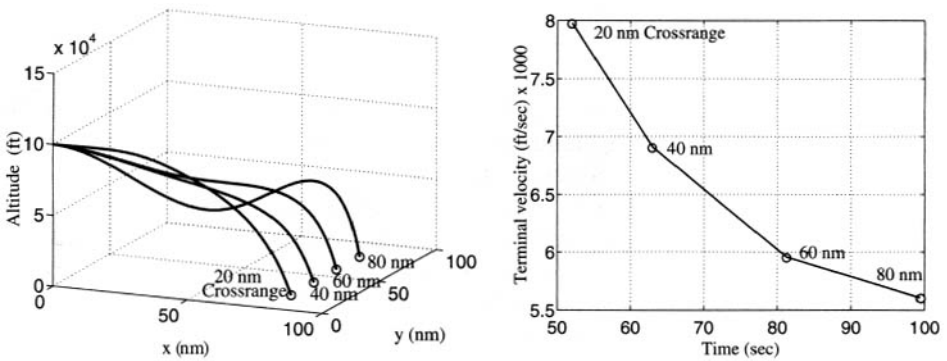 x 10⁴
15
10
5
0
Altitude (ft)
0
50
100
x (nm)
0
50
100
y (nm)
20 nm
Crossrange
40 nm
60 nm
80 nm
8
7.5
7
6.5
6
5.5
Terminal velocity (ft/sec) x 1000
20 nm Crossrange
40 nm
60 nm
80 nm
50 60 70 80 90 100
Time (sec)